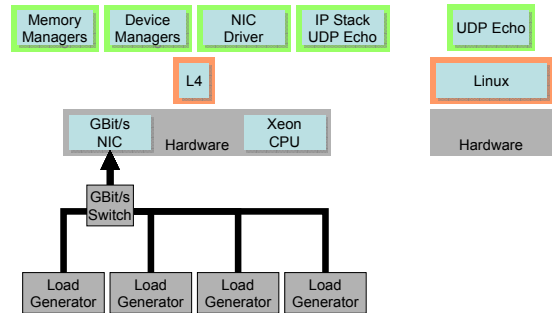 Memory
Managers
Device
Managers
NIC
Driver
IP Stack
UDP Echo
UDP Echo
L4
Linux
GBit/s
NIC
Hardware
Xeon
CPU
Hardware
GBit/s
Switch
Load
Generator
Load
Generator
Load
Generator
Load
Generator